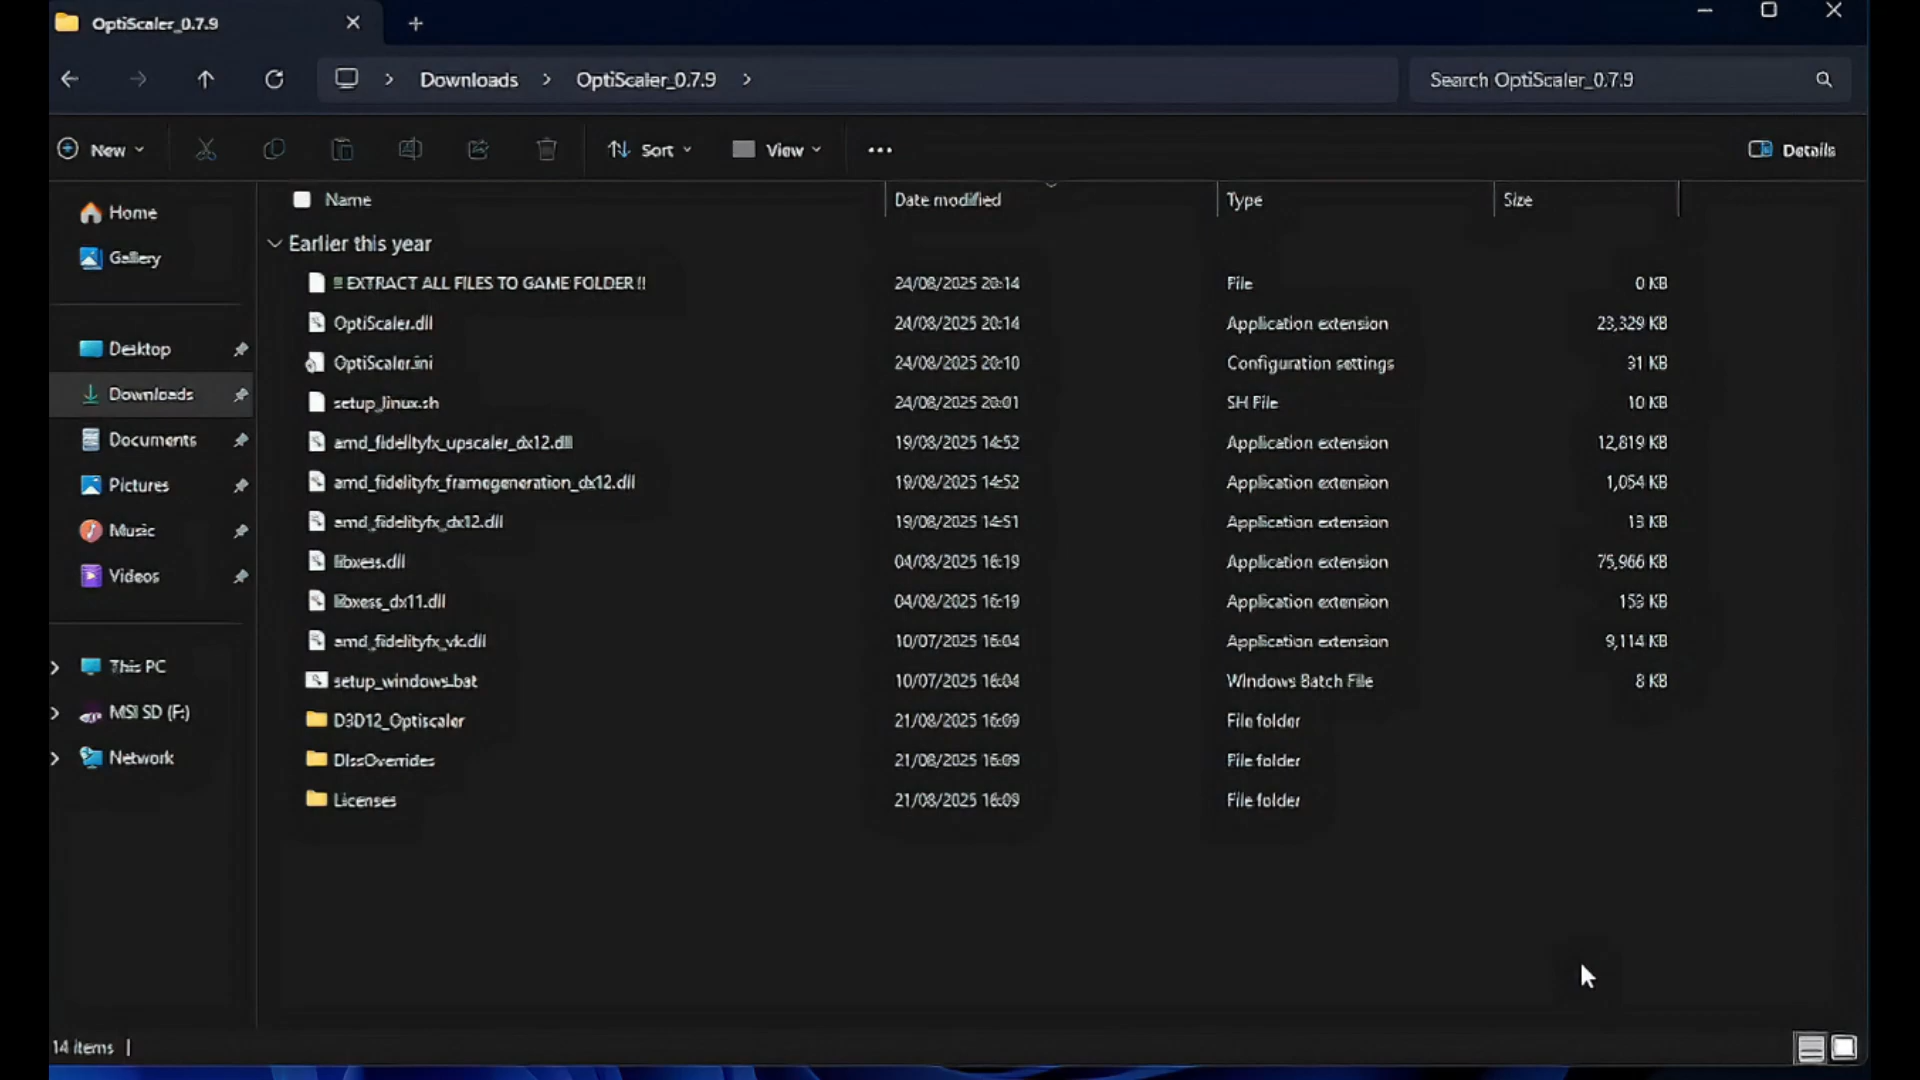 OptiScaler_0.7.9
Downloads > OptiScaler_0.7.9 >
Search OptiScaler_0.7.9
New
Sort
View
Details
Home
Gallery
Desktop
Downloads
Documents
Pictures
Music
Videos
This PC
MSI SD (F:)
Network
Name Date modified Type Size
Earlier this year
!! EXTRACT ALL FILES TO GAME FOLDER !! 24/08/2025 20:14 File 0 KB
OptiScaler.dll 24/08/2025 20:14 Application extension 23,329 KB
OptiScaler.ini 24/08/2025 20:10 Configuration settings 31 KB
setup_linux.sh 24/08/2025 20:01 SH File 10 KB
amd_fidelityfx_upscaler_dx12.dll 19/08/2025 14:52 Application extension 12,819 KB
amd_fidelityfx_framegeneration_dx12.dll 19/08/2025 14:52 Application extension 1,054 KB
amd_fidelityfx_dx12.dll 19/08/2025 14:51 Application extension 13 KB
libxess.dll 04/08/2025 16:19 Application extension 75,966 KB
libxess_dx11.dll 04/08/2025 16:19 Application extension 153 KB
amd_fidelityfx_vk.dll 10/07/2025 16:04 Application extension 9,114 KB
setup_windows.bat 10/07/2025 16:04 Windows Batch File 8 KB
D3D12_Optiscaler 21/08/2025 16:09 File folder
DlssOverrides 21/08/2025 16:09 File folder
Licenses 21/08/2025 16:09 File folder
14 items